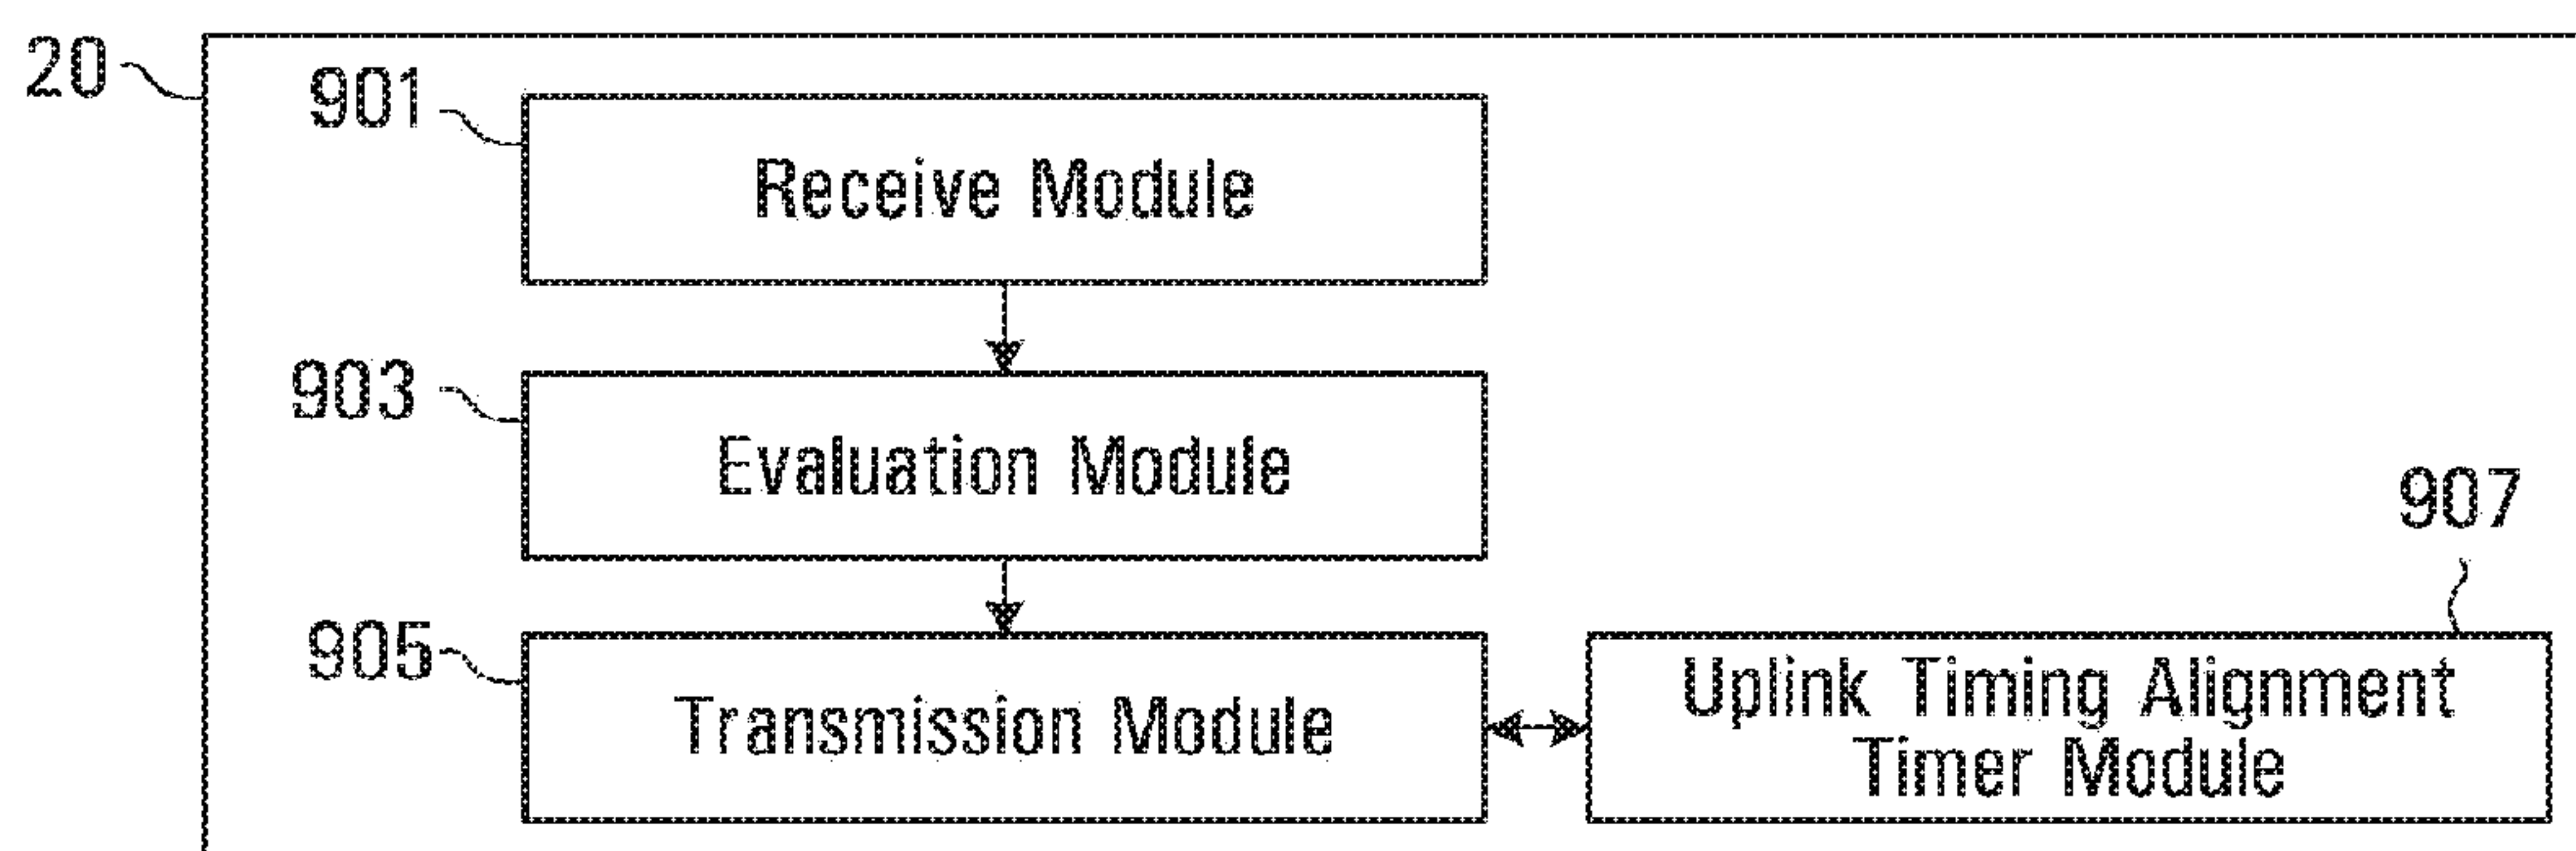 20
901
Receive Module
903
Evaluation Module
907
905
Transmission Module
Uplink Timing Alignment
Timer Module